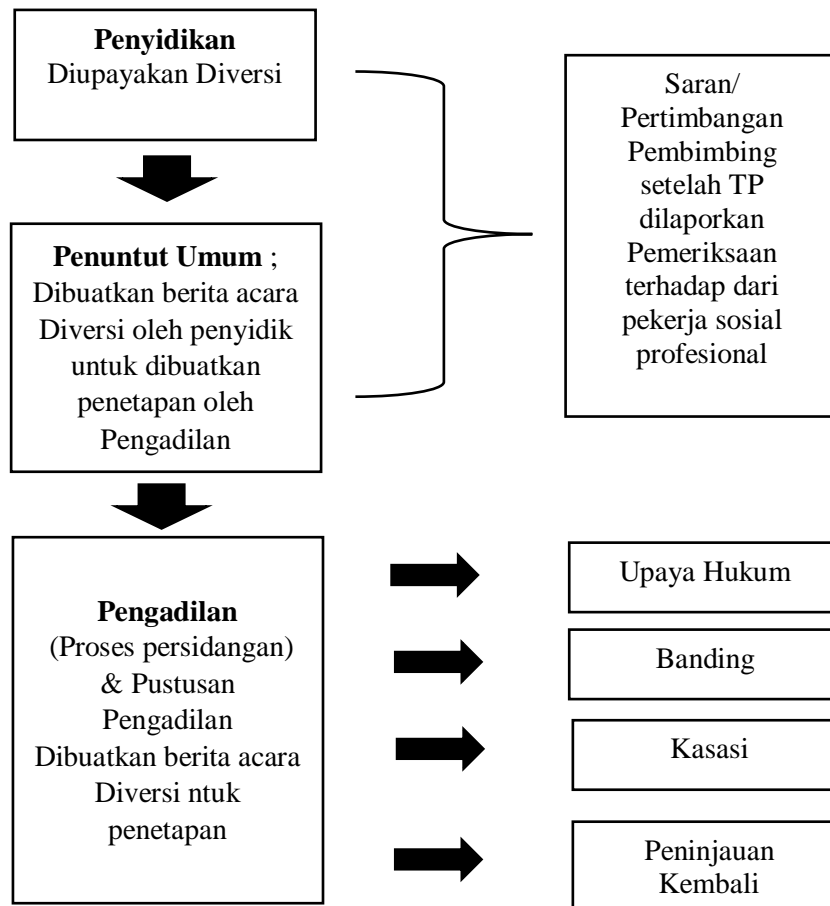 Penyidikan
Diupayakan Diversi
Saran/
Pertimbangan
Pembimbing
setelah TP
dilaporkan
Pemeriksaan
terhadap dari
pekerja sosial
profesional
Penuntut Umum ;
Dibuatkan berita acara
Diversi oleh penyidik
untuk dibuatkan
penetapan oleh
Pengadilan
Pengadilan
(Proses persidangan)
& Pustusan
Pengadilan
Dibuatkan berita acara
Diversi ntuk
penetapan
Upaya Hukum
Banding
Kasasi
Peninjauan
Kembali